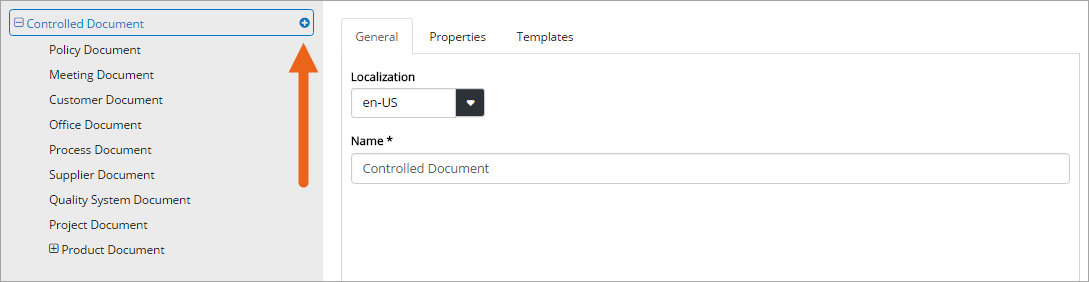 Controlled Document
Policy Document
Meeting Document
Customer Document
Office Document
Process Document
Supplier Document
Quality System Document
Project Document
Product Document
General Properties Templates
Localization
en-US
Name *
Controlled Document